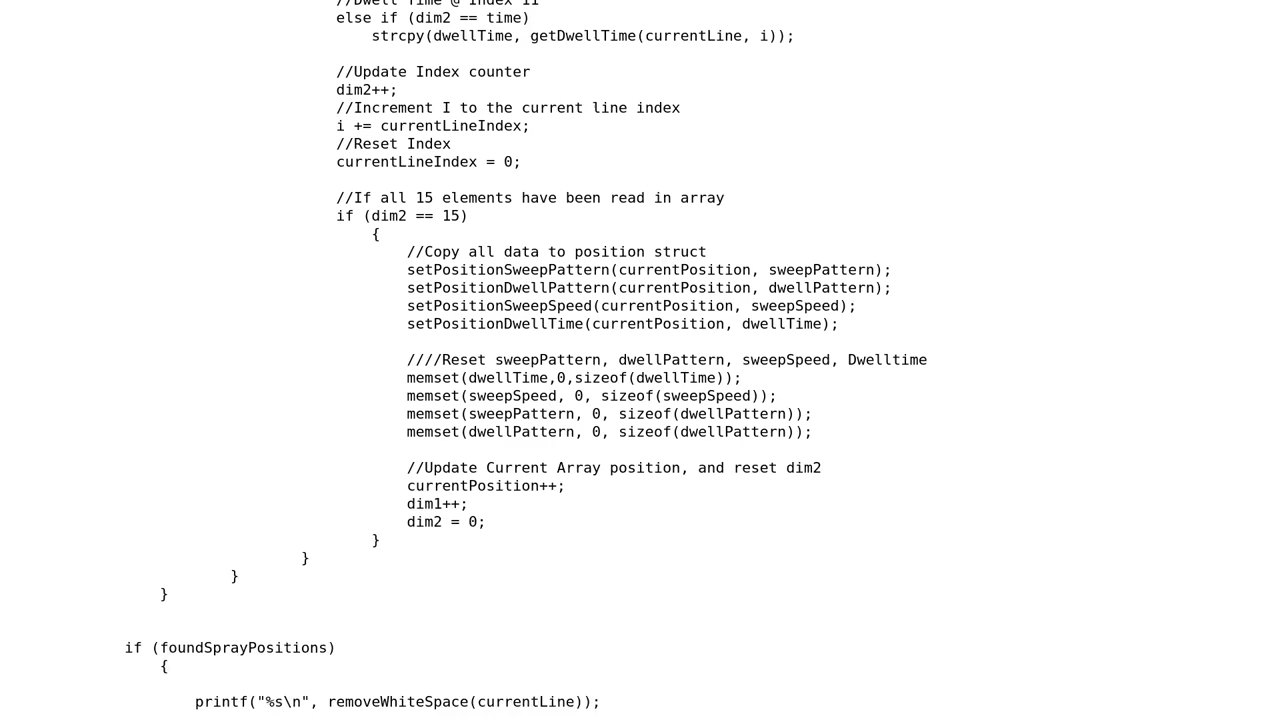 //Dwell Time @ Index 11
else if (dim2 == time)
strcpy(dwellTime, getDwellTime(currentLine, i));
//Update Index counter
dim2++;
//Increment I to the current line index
i += currentLineIndex;
//Reset Index
currentLineIndex = 0;
//If all 15 elements have been read in array
if (dim2 == 15)
{
//Copy all data to position struct
setPositionSweepPattern(currentPosition, sweepPattern);
setPositionDwellPattern(currentPosition, dwellPattern);
setPositionSweepSpeed(currentPosition, sweepSpeed);
setPositionDwellTime(currentPosition, dwellTime);
////Reset sweepPattern, dwellPattern, sweepSpeed, Dwelltime
memset(dwellTime,0,sizeof(dwellTime));
memset(sweepSpeed, 0, sizeof(sweepSpeed));
memset(sweepPattern, 0, sizeof(dwellPattern));
memset(dwellPattern, 0, sizeof(dwellPattern));
//Update Current Array position, and reset dim2
currentPosition++;
dim1++;
dim2 = 0;
}
}
}
}
if (foundSprayPositions)
{
printf("%s\n", removeWhiteSpace(currentLine));